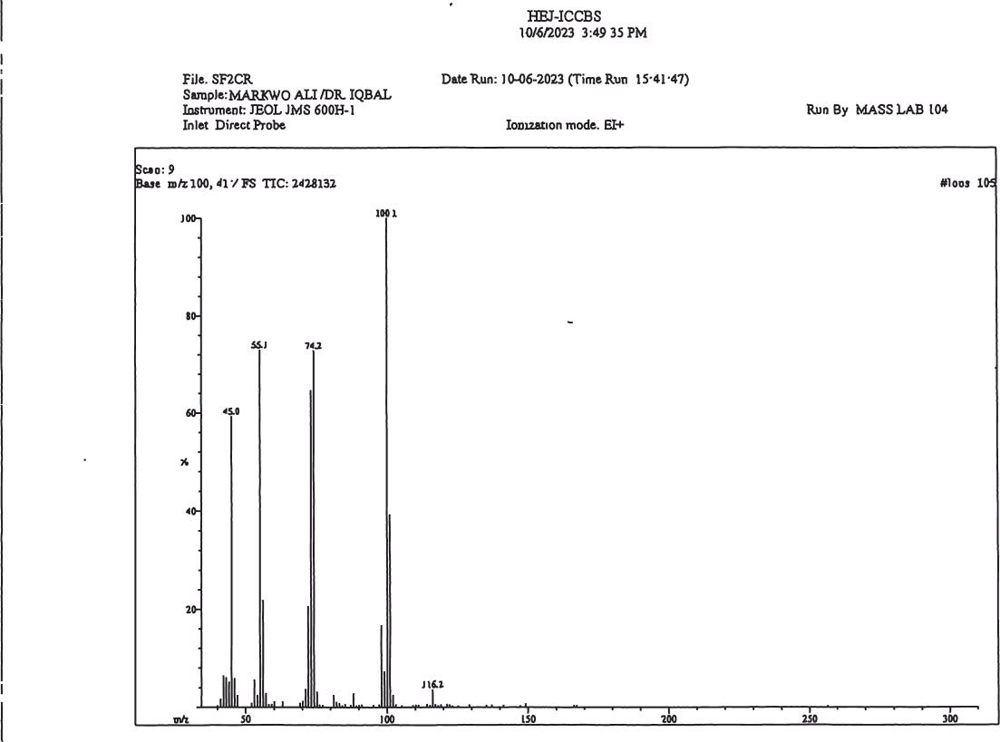 HEJ-ICCBS
10/6/2023 3:49 35 PM
File. SF2CR Date Run: 10-06-2023 (Time Run 15:41:47)
Sample: MARKWO ALI /DR. IQBAL
Instrument: JEOL JMS 600H-1 Run By MASS LAB 104
Inlet Direct Probe Ionization mode. EI+
Scan: 9
Base m/z 100, 41% FS TIC: 2428132 #Ions 105
100.1
100
80
55.1 74.2
60
45.0
%
40
20
116.2
m/z 50 100 150 200 250 300